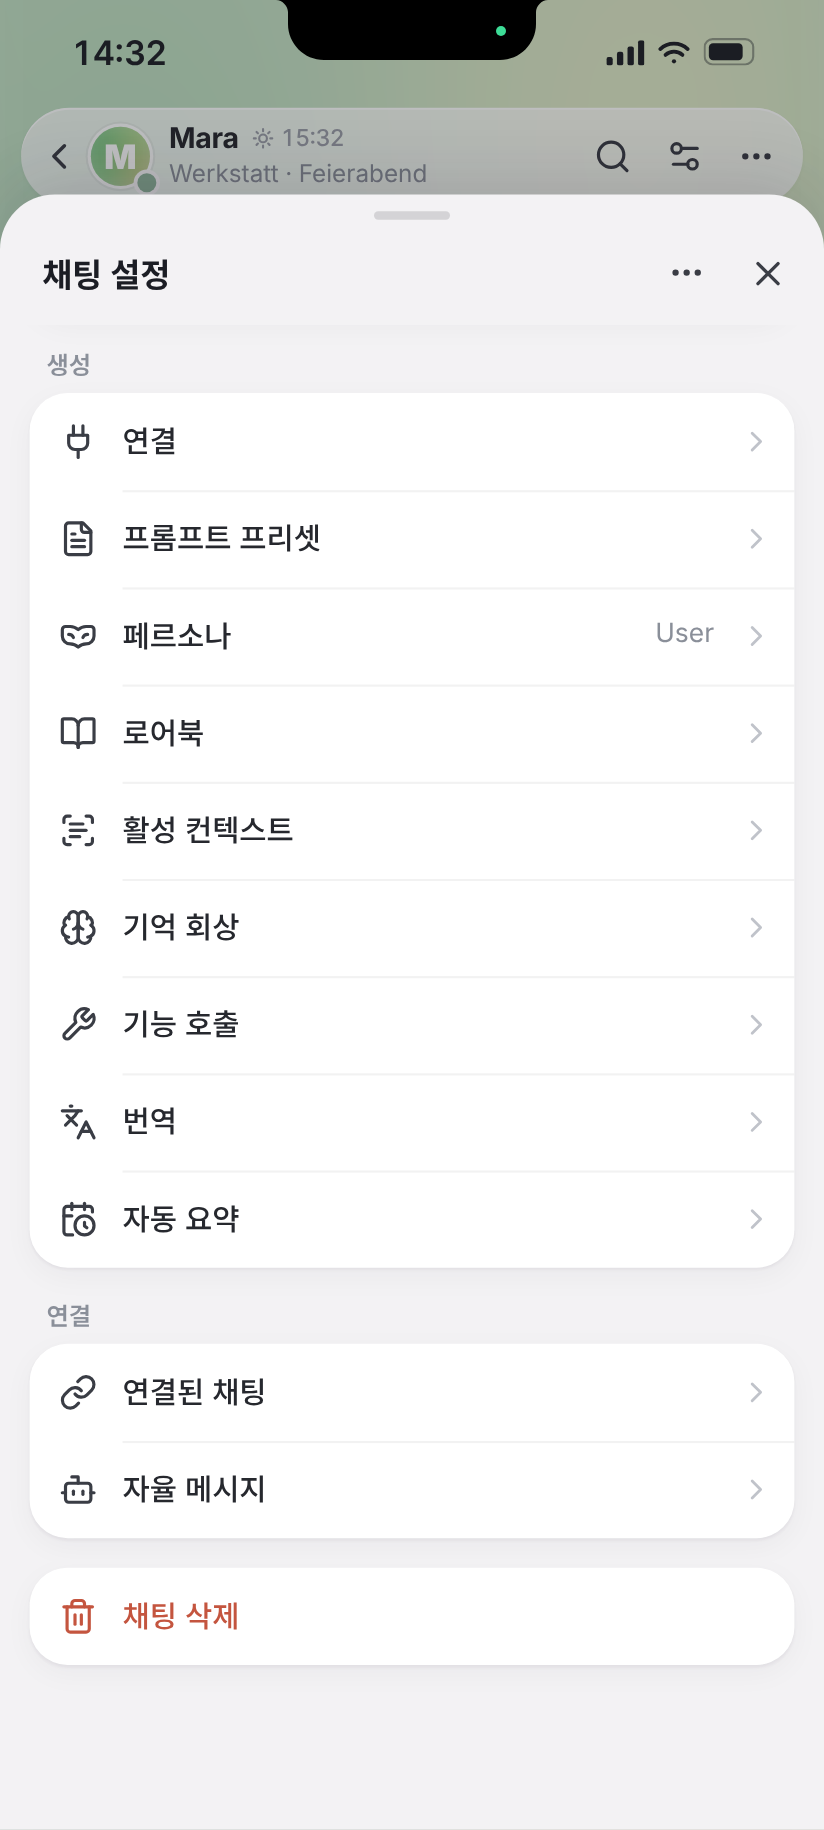 14:32
M
Mara 15:32
Werkstatt · Feierabend
채팅 설정
생성
연결
프롬프트 프리셋
페르소나 User
로어북
활성 컨텍스트
기억 회상
기능 호출
번역
자동 요약
연결
연결된 채팅
자율 메시지
채팅 삭제